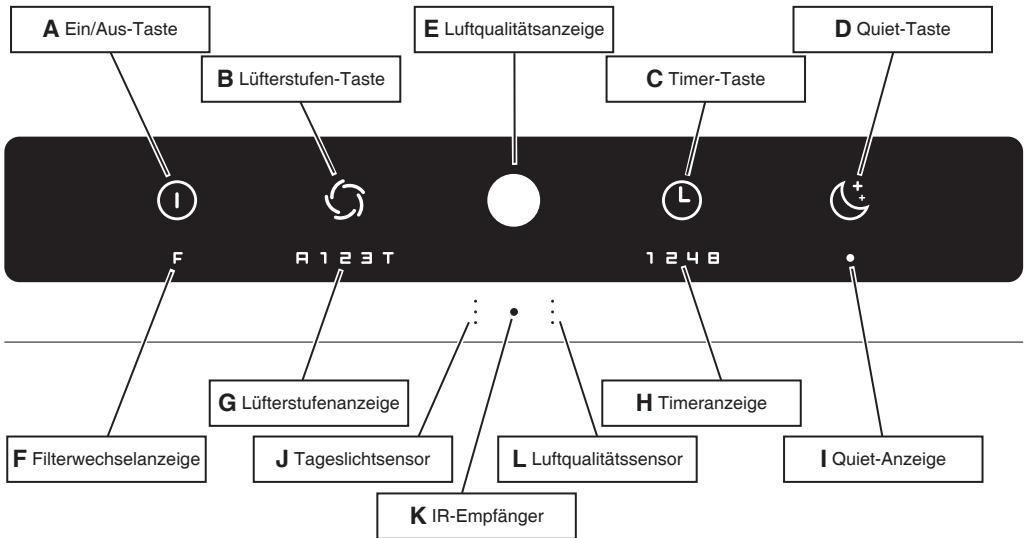 A Ein/Aus-Taste
E Luftqualitätsanzeige
D Quiet-Taste
B Lüfterstufen-Taste
C Timer-Taste
F
A 1 2 3 T
1 2 4 8
G Lüfterstufenanzeige
H Timeranzeige
F Filterwechselanzeige
J Tageslichtsensor
L Luftqualitätssensor
I Quiet-Anzeige
K IR-Empfänger